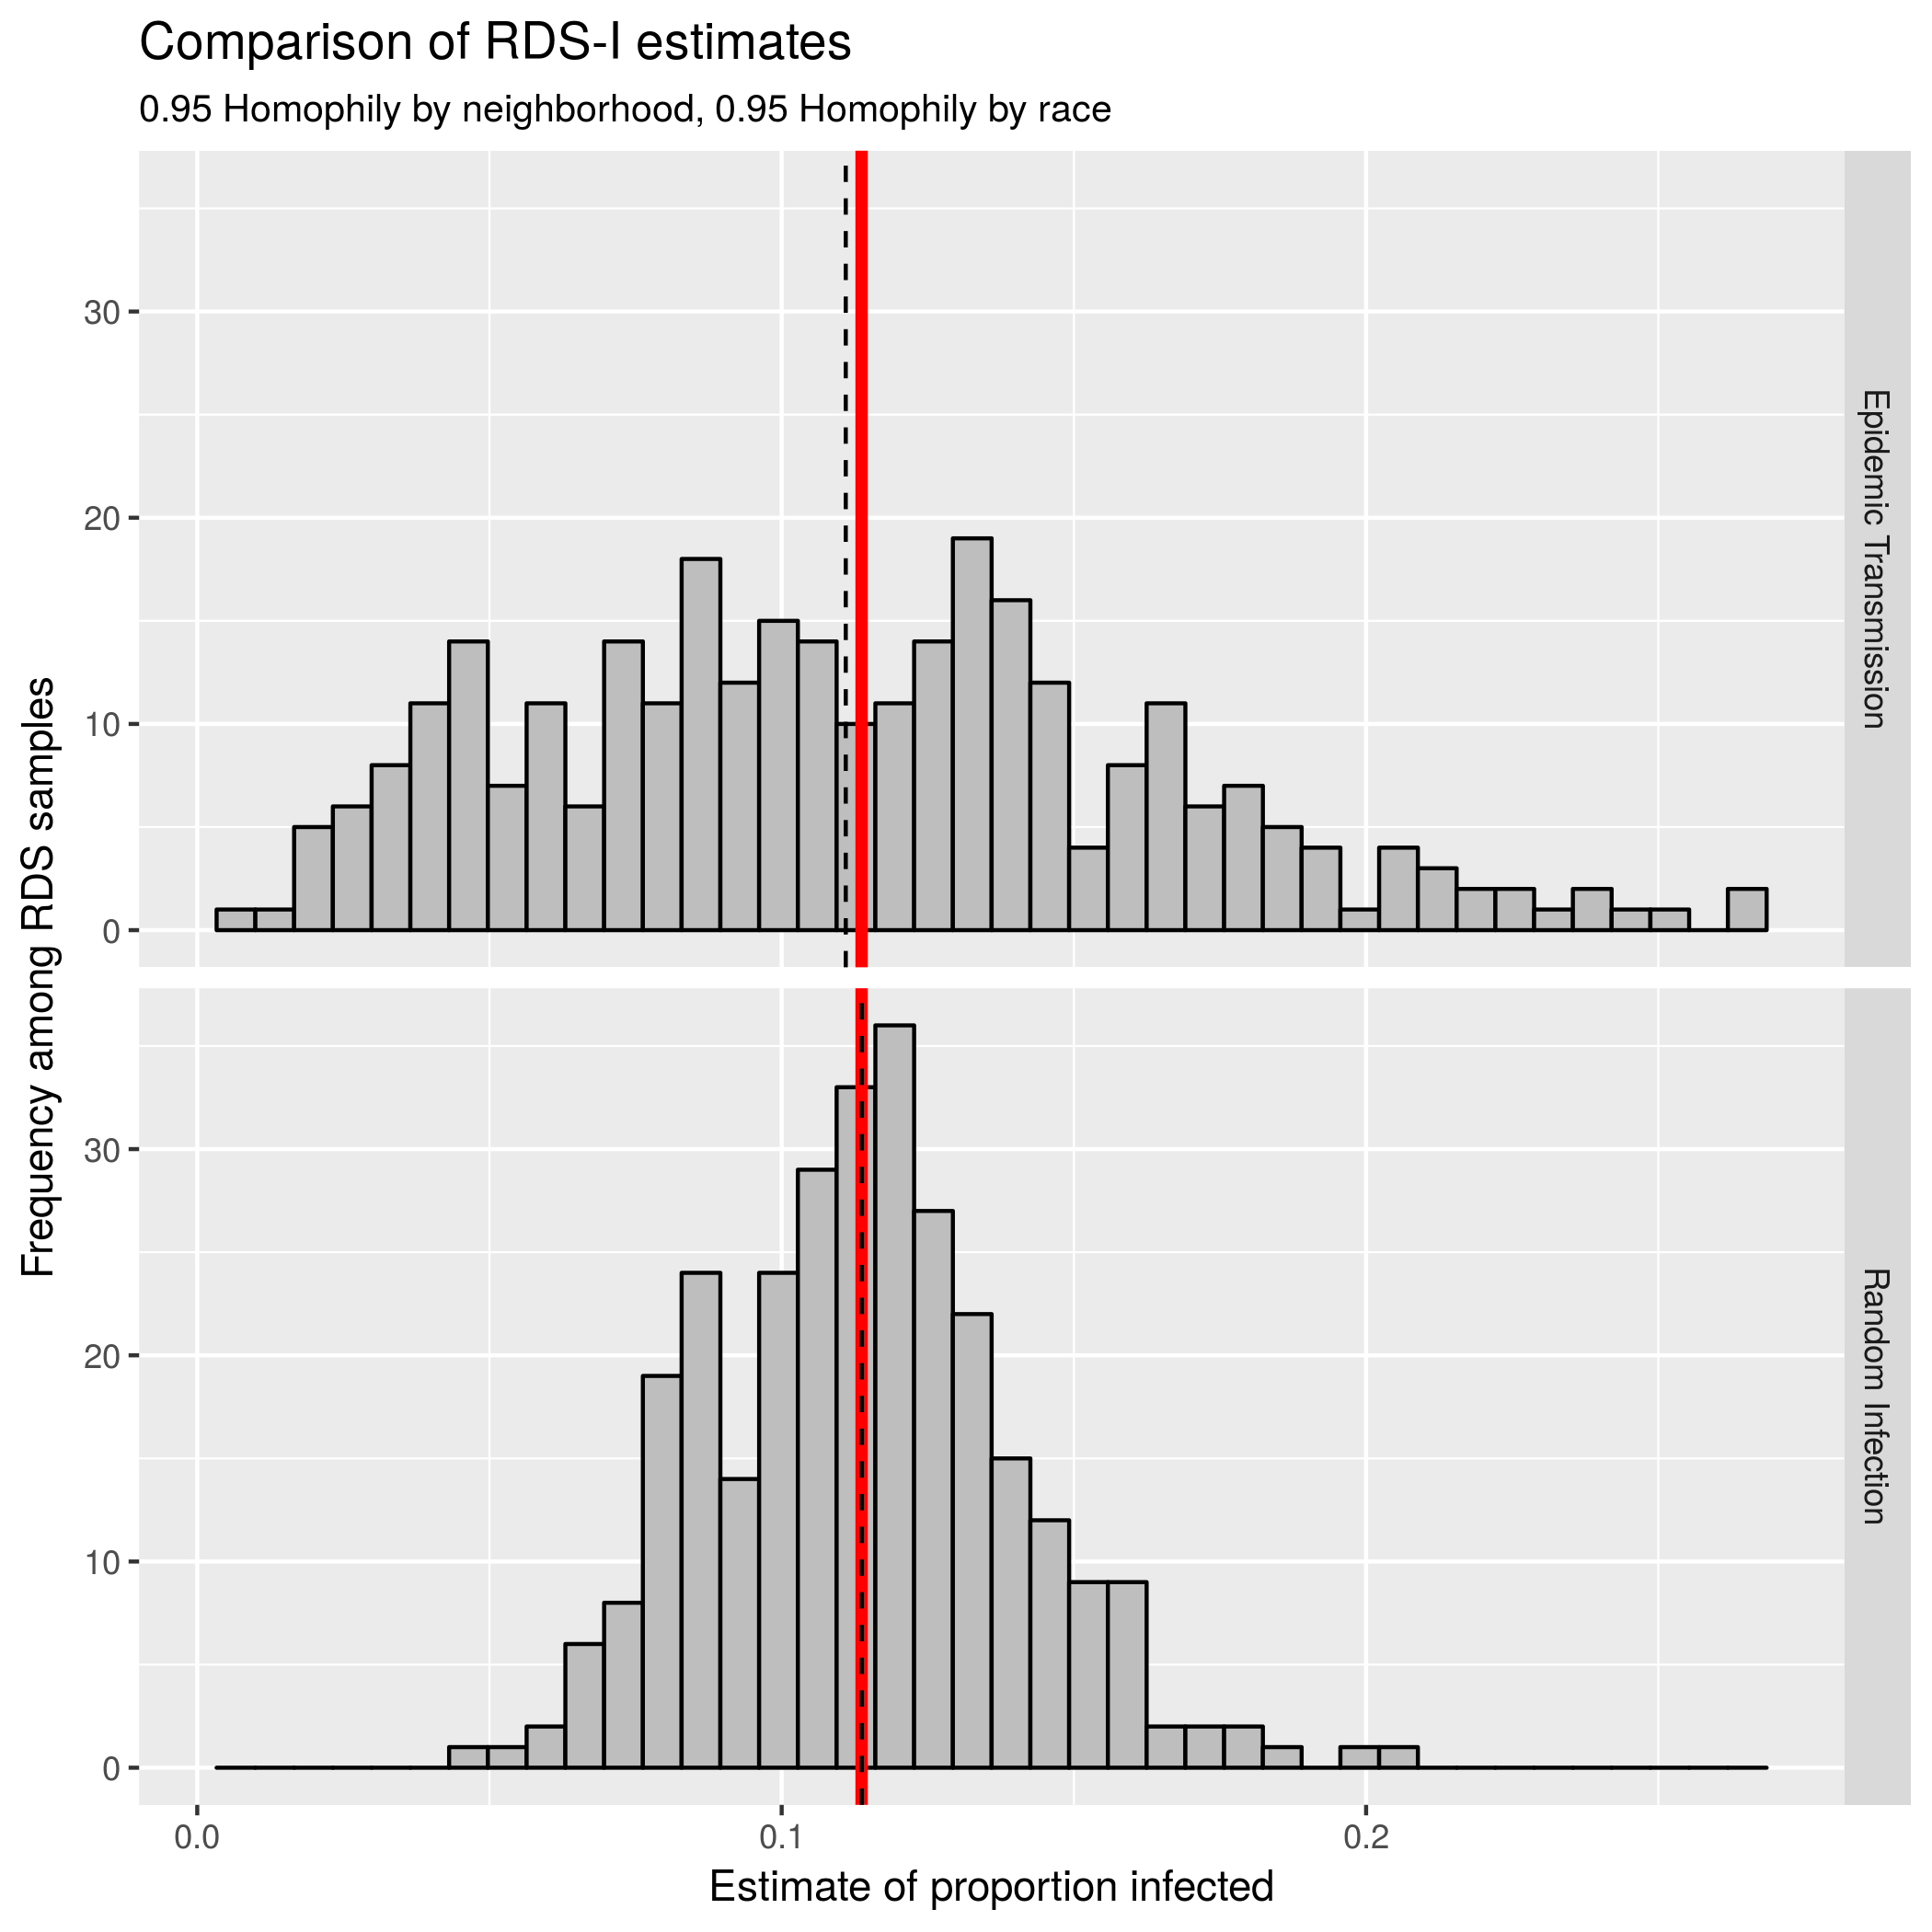 Comparison of RDS-I estimates
0.95 Homophily by neighborhood, 0.95 Homophily by race
Frequency among RDS samples
30
20
10
0
Epidemic Transmission
30
20
10
0
Random Infection
0.0
0.1
0.2
Estimate of proportion infected